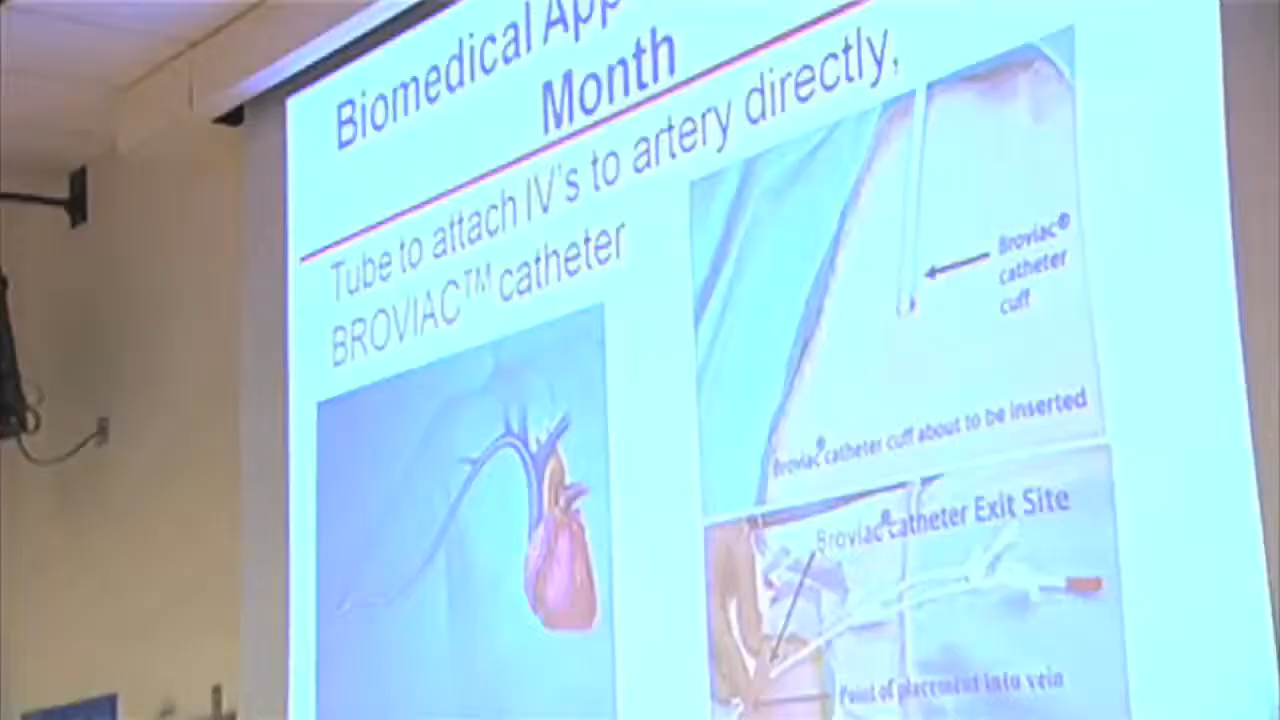 Biomedical App
Month
Tube to attach IV's to artery directly,
BROVIAC™ catheter
Broviac®
catheter
cuff
Broviac® catheter cuff about to be inserted
Broviac® catheter Exit Site
Point of placement into vein